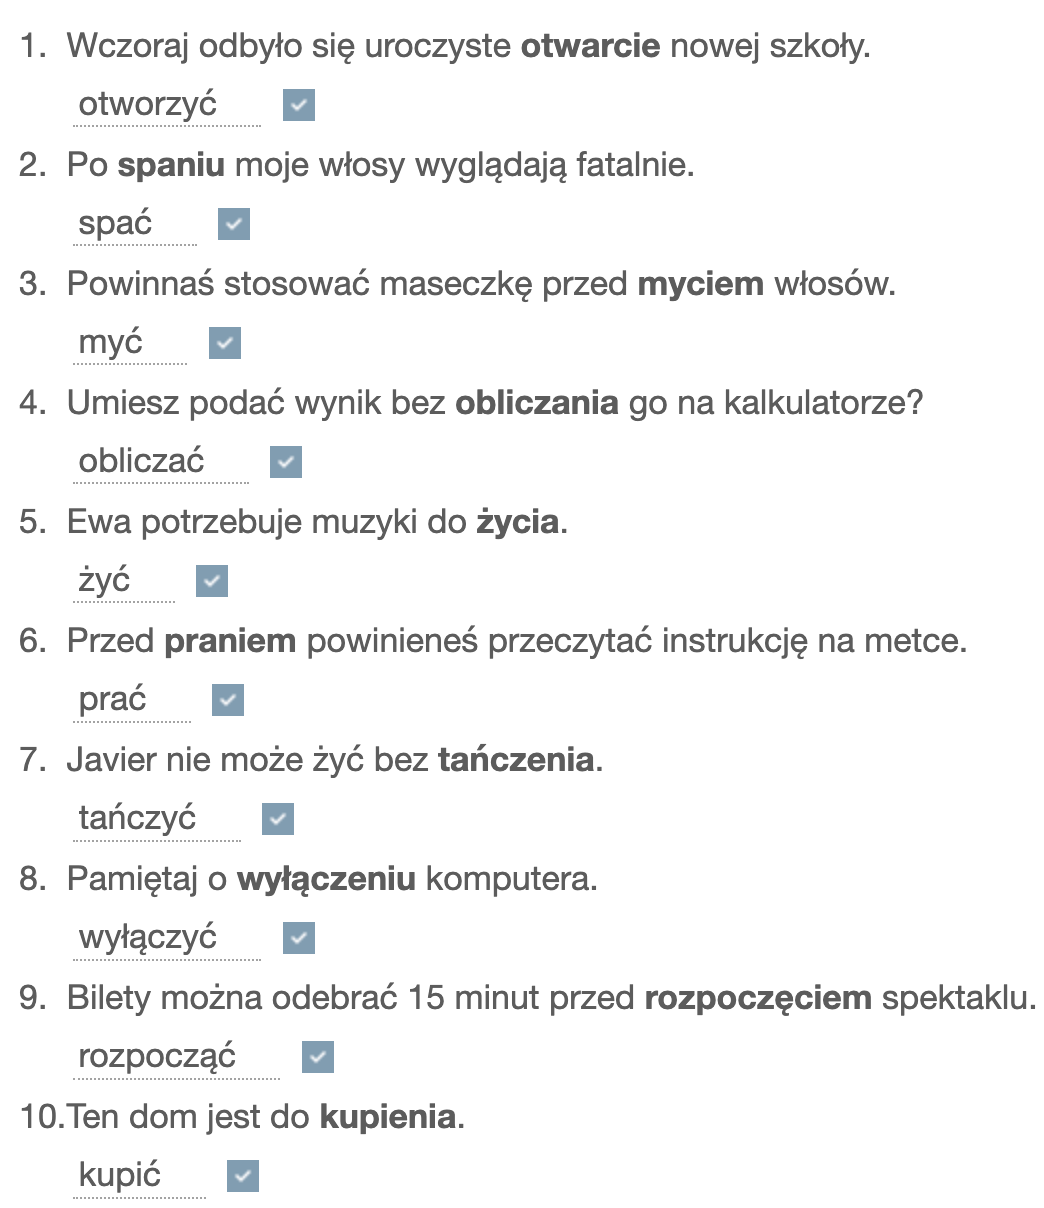 1. Wczoraj odbyło się uroczyste otwarcie nowej szkoły.
otworzyć
2. Po spaniu moje włosy wyglądają fatalnie.
spać
3. Powinnaś stosować maseczkę przed myciem włosów.
myć
4. Umiesz podać wynik bez obliczania go na kalkulatorze?
obliczać
5. Ewa potrzebuje muzyki do życia.
żyć
6. Przed praniem powinieneś przeczytać instrukcję na metce.
prać
7. Javier nie może żyć bez tańczenia.
tańczyć
8. Pamiętaj o wyłączeniu komputera.
wyłączyć
9. Bilety można odebrać 15 minut przed rozpoczęciem spektaklu.
rozpocząć
10.Ten dom jest do kupienia.
kupić